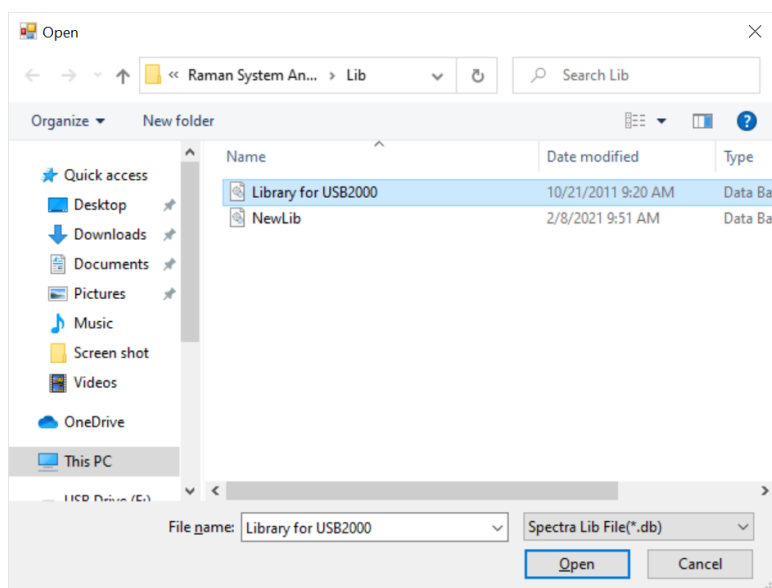 Open
« Raman System An... › Lib
Search Lib
Organize
New folder
Name
Date modified
Type
Quick access
Library for USB2000
10/21/2011 9:20 AM
Data Ba
Desktop
NewLib
2/8/2021 9:51 AM
Data Ba
Downloads
Documents
Pictures
Music
Screen shot
Videos
OneDrive
This PC
USB Drive (F:)
File name:
Library for USB2000
Spectra Lib File(*.db)
Open
Cancel